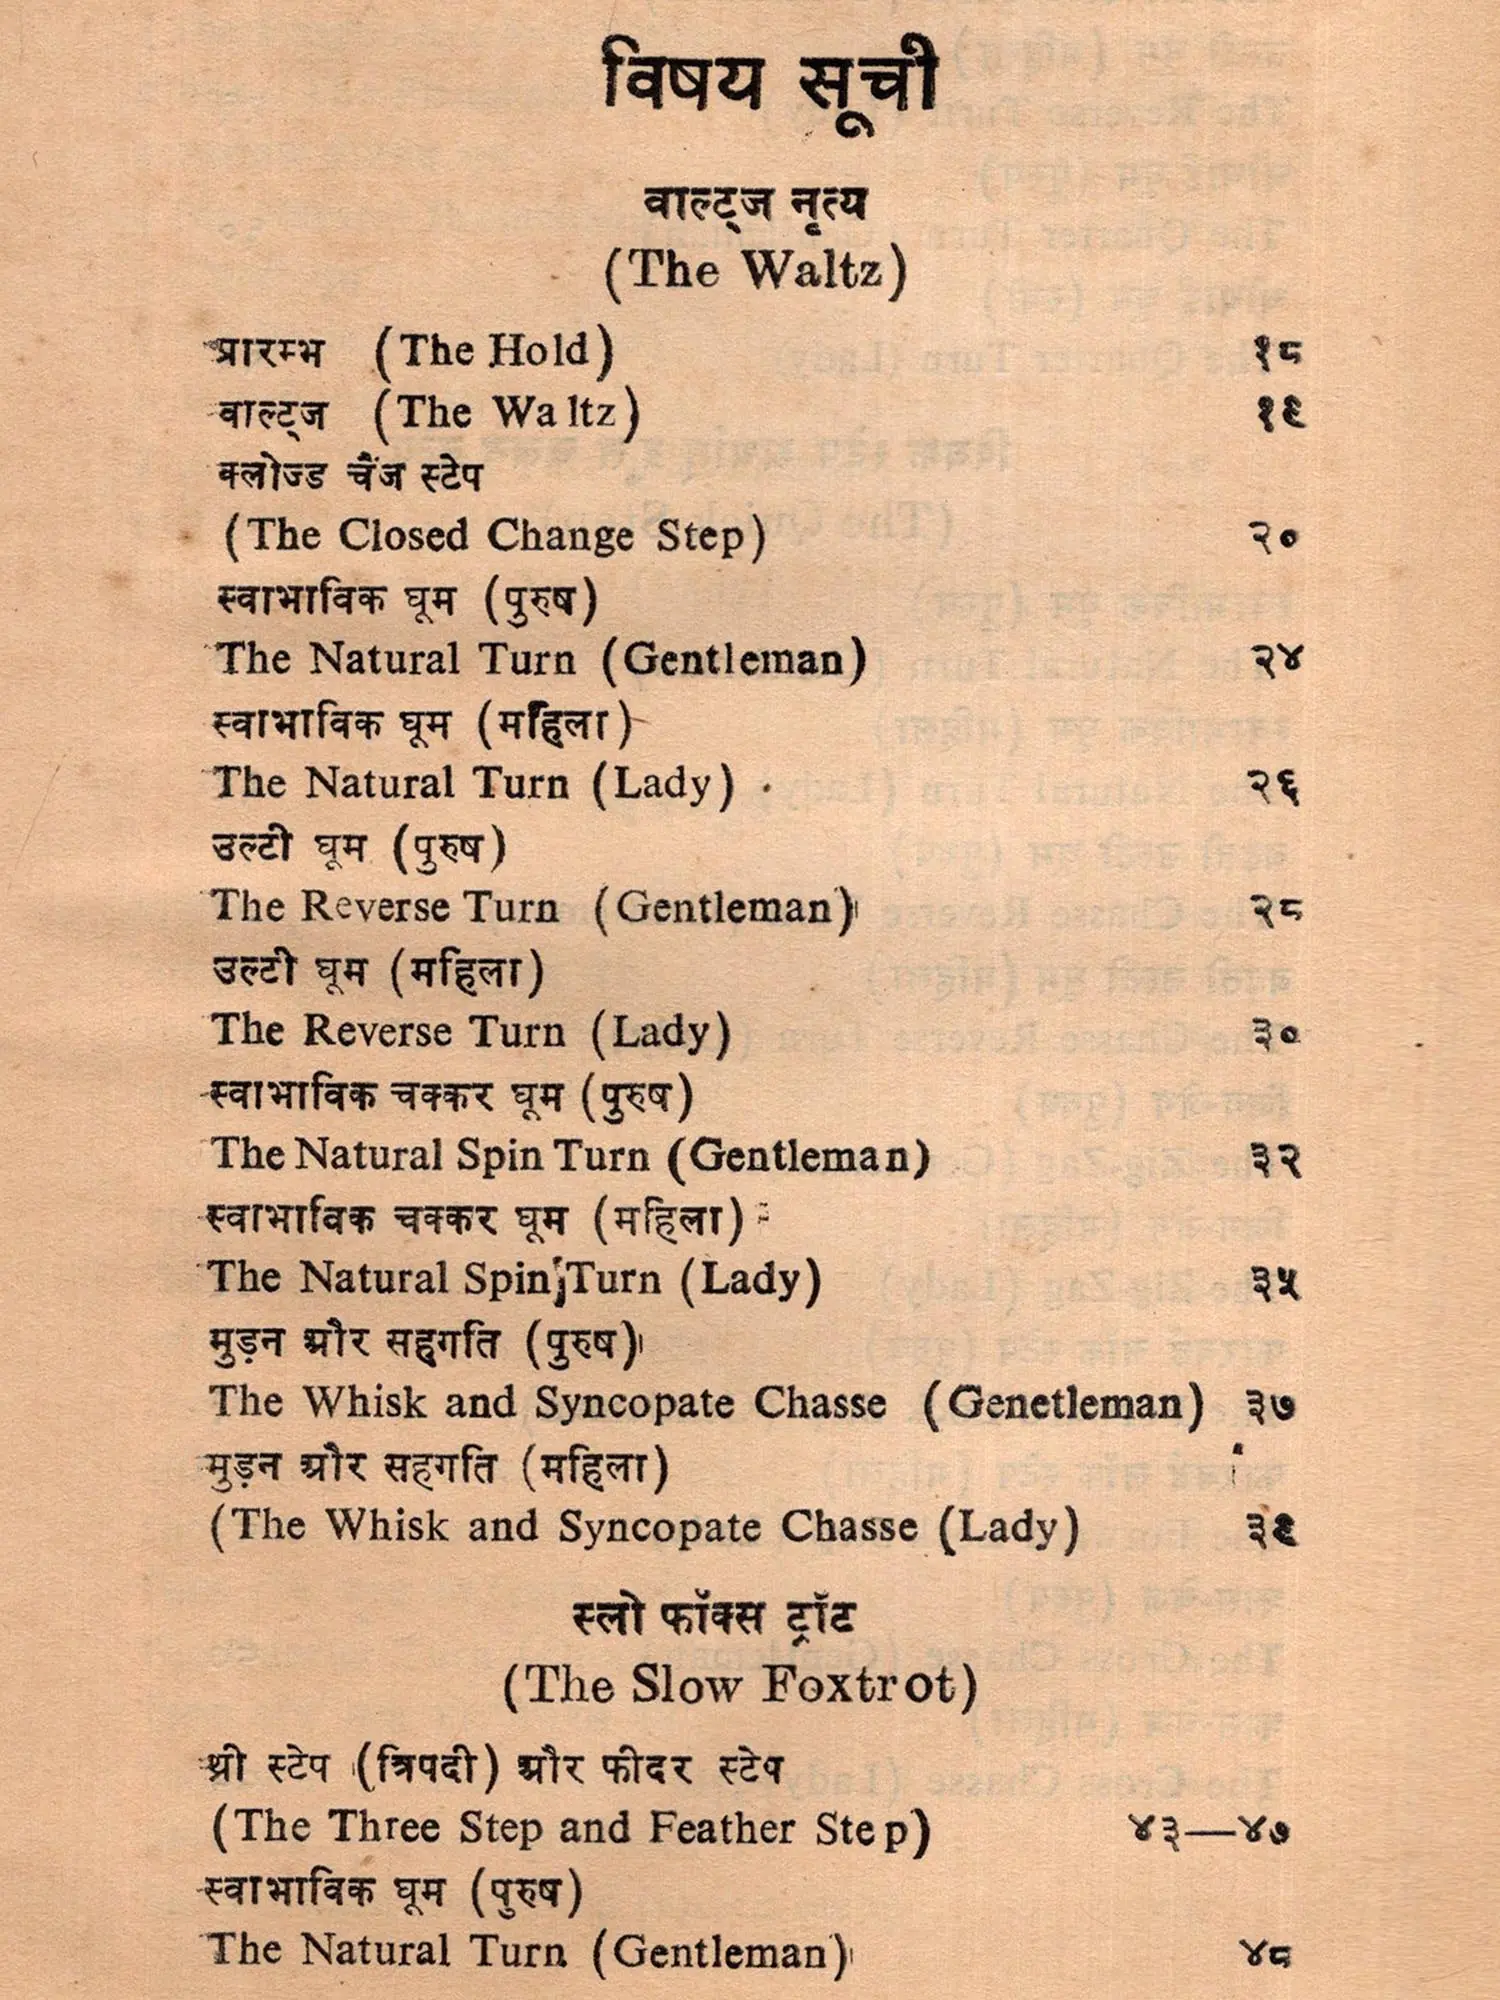 विषय सूची
वाल्ट्ज नृत्य
(The Waltz)
प्रारम्भ (The Hold) १८
वाल्ट्ज (The Waltz) १९
क्लोज्ड चैंज स्टेप
(The Closed Change Step) २०
स्वाभाविक घूम (पुरुष)
The Natural Turn (Gentleman) २४
स्वाभाविक घूम (महिला)
The Natural Turn (Lady) २६
उल्टी घूम (पुरुष)
The Reverse Turn (Gentleman) २८
उल्टी घूम (महिला)
The Reverse Turn (Lady) ३०
स्वाभाविक चक्कर घूम (पुरुष)
The Natural Spin Turn (Gentleman) ३२
स्वाभाविक चक्कर घूम (महिला)
The Natural Spin Turn (Lady) ३५
मुड़न और सहगति (पुरुष)
The Whisk and Syncopate Chasse (Genetleman) ३७
मुड़न और सहगति (महिला)
(The Whisk and Syncopate Chasse (Lady) ३९
स्लो फॉक्स ट्रॉट
(The Slow Foxtrot)
थ्री स्टेप (त्रिपदी) और फीदर स्टेप
(The Three Step and Feather Step) ४३—४७
स्वाभाविक घूम (पुरुष)
The Natural Turn (Gentleman) ४८